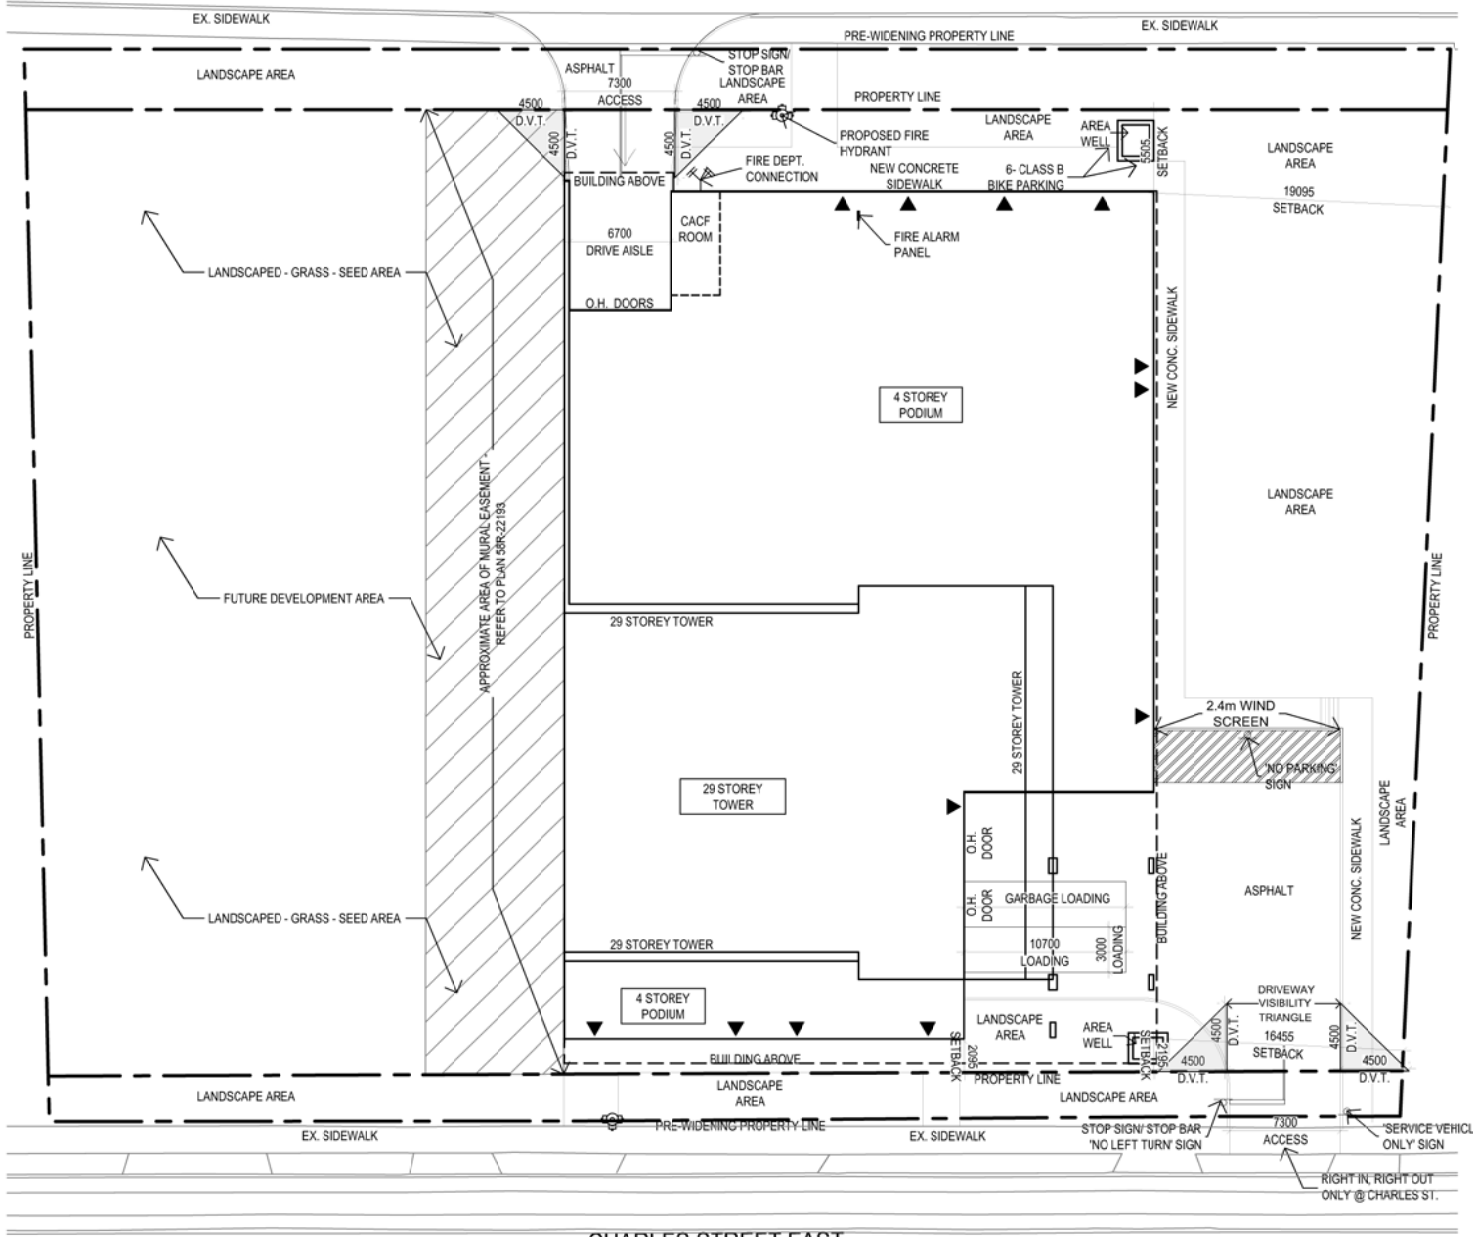 EX. SIDEWALK
EX. SIDEWALK
PRE-WIDENING PROPERTY LINE
LANDSCAPE AREA
ASPHALT
STOP SIGN/
STOP BAR
7300
ACCESS
LANDSCAPE
AREA
PROPERTY LINE
4500
D.V.T.
4500
D.V.T.
4500
D.V.T.
4500
D.V.T.
PROPOSED FIRE
HYDRANT
LANDSCAPE
AREA
AREA
WELL
5505
SETBACK
LANDSCAPE
AREA
FIRE DEPT.
CONNECTION
NEW CONCRETE
SIDEWALK
6- CLASS B
BIKE PARKING
BUILDING ABOVE
19095
SETBACK
CACF
ROOM
6700
DRIVE AISLE
FIRE ALARM
PANEL
LANDSCAPED - GRASS - SEED AREA
O.H. DOORS
NEW CONC. SIDEWALK
4 STOREY
PODIUM
LANDSCAPE
AREA
APPROXIMATE AREA OF MURAL EASEMENT -
REFER TO PLAN 58R-22193
PROPERTY LINE
PROPERTY LINE
FUTURE DEVELOPMENT AREA
29 STOREY TOWER
29 STOREY TOWER
2.4m WIND
SCREEN
'NO PARKING'
SIGN
29 STOREY
TOWER
LANDSCAPE
AREA
O.H.
DOOR
O.H.
DOOR
GARBAGE LOADING
BUILDING ABOVE
ASPHALT
NEW CONC. SIDEWALK
LANDSCAPED - GRASS - SEED AREA
29 STOREY TOWER
10700
LOADING
3000
LOADING
4 STOREY
PODIUM
DRIVEWAY
VISIBILITY
TRIANGLE
LANDSCAPE
AREA
AREA
WELL
4500
D.V.T.
16455
SETBACK
4500
D.V.T.
BUILDING ABOVE
SETBACK
2095
SETBACK
2195
4500
D.V.T.
4500
D.V.T.
PROPERTY LINE
LANDSCAPE AREA
LANDSCAPE
AREA
LANDSCAPE AREA
PRE-WIDENING PROPERTY LINE
EX. SIDEWALK
EX. SIDEWALK
STOP SIGN/ STOP BAR
'NO LEFT TURN' SIGN
7300
ACCESS
'SERVICE VEHICL
ONLY SIGN
RIGHT IN, RIGHT OUT
ONLY @ CHARLES ST.
CHARLES STREET EAST